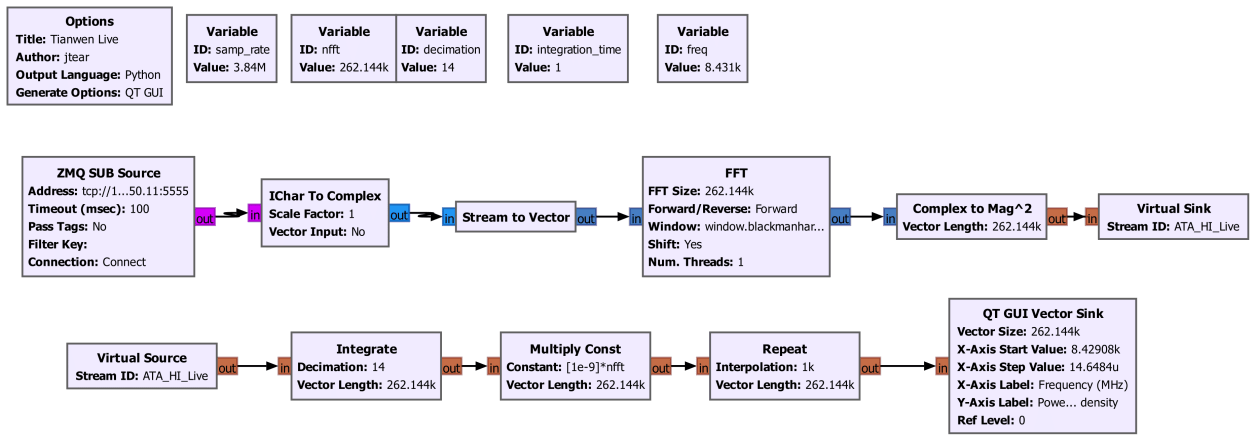 Options
Title: Tianwen Live
Author: jtear
Output Language: Python
Generate Options: QT GUI
Variable
ID: samp_rate
Value: 3.84M
Variable
ID: nfft
Value: 262.144k
Variable
ID: decimation
Value: 14
Variable
ID: integration_time
Value: 1
Variable
ID: freq
Value: 8.431k
ZMQ SUB Source
Address: tcp://1...50.11:5555
Timeout (msec): 100
Pass Tags: No
Filter Key:
Connection: Connect
out
in
IChar To Complex
Scale Factor: 1
Vector Input: No
out
in
Stream to Vector
out
in
FFT
FFT Size: 262.144k
Forward/Reverse: Forward
Window: window.blackmanhar...
Shift: Yes
Num. Threads: 1
out
in
Complex to Mag^2
Vector Length: 262.144k
out
in
Virtual Sink
Stream ID: ATA_HI_Live
Virtual Source
Stream ID: ATA_HI_Live
out
in
Integrate
Decimation: 14
Vector Length: 262.144k
out
in
Multiply Const
Constant: [1e-9]*nfft
Vector Length: 262.144k
out
in
Repeat
Interpolation: 1k
Vector Length: 262.144k
out
in
QT GUI Vector Sink
Vector Size: 262.144k
X-Axis Start Value: 8.42908k
X-Axis Step Value: 14.6484u
X-Axis Label: Frequency (MHz)
Y-Axis Label: Powe... density
Ref Level: 0